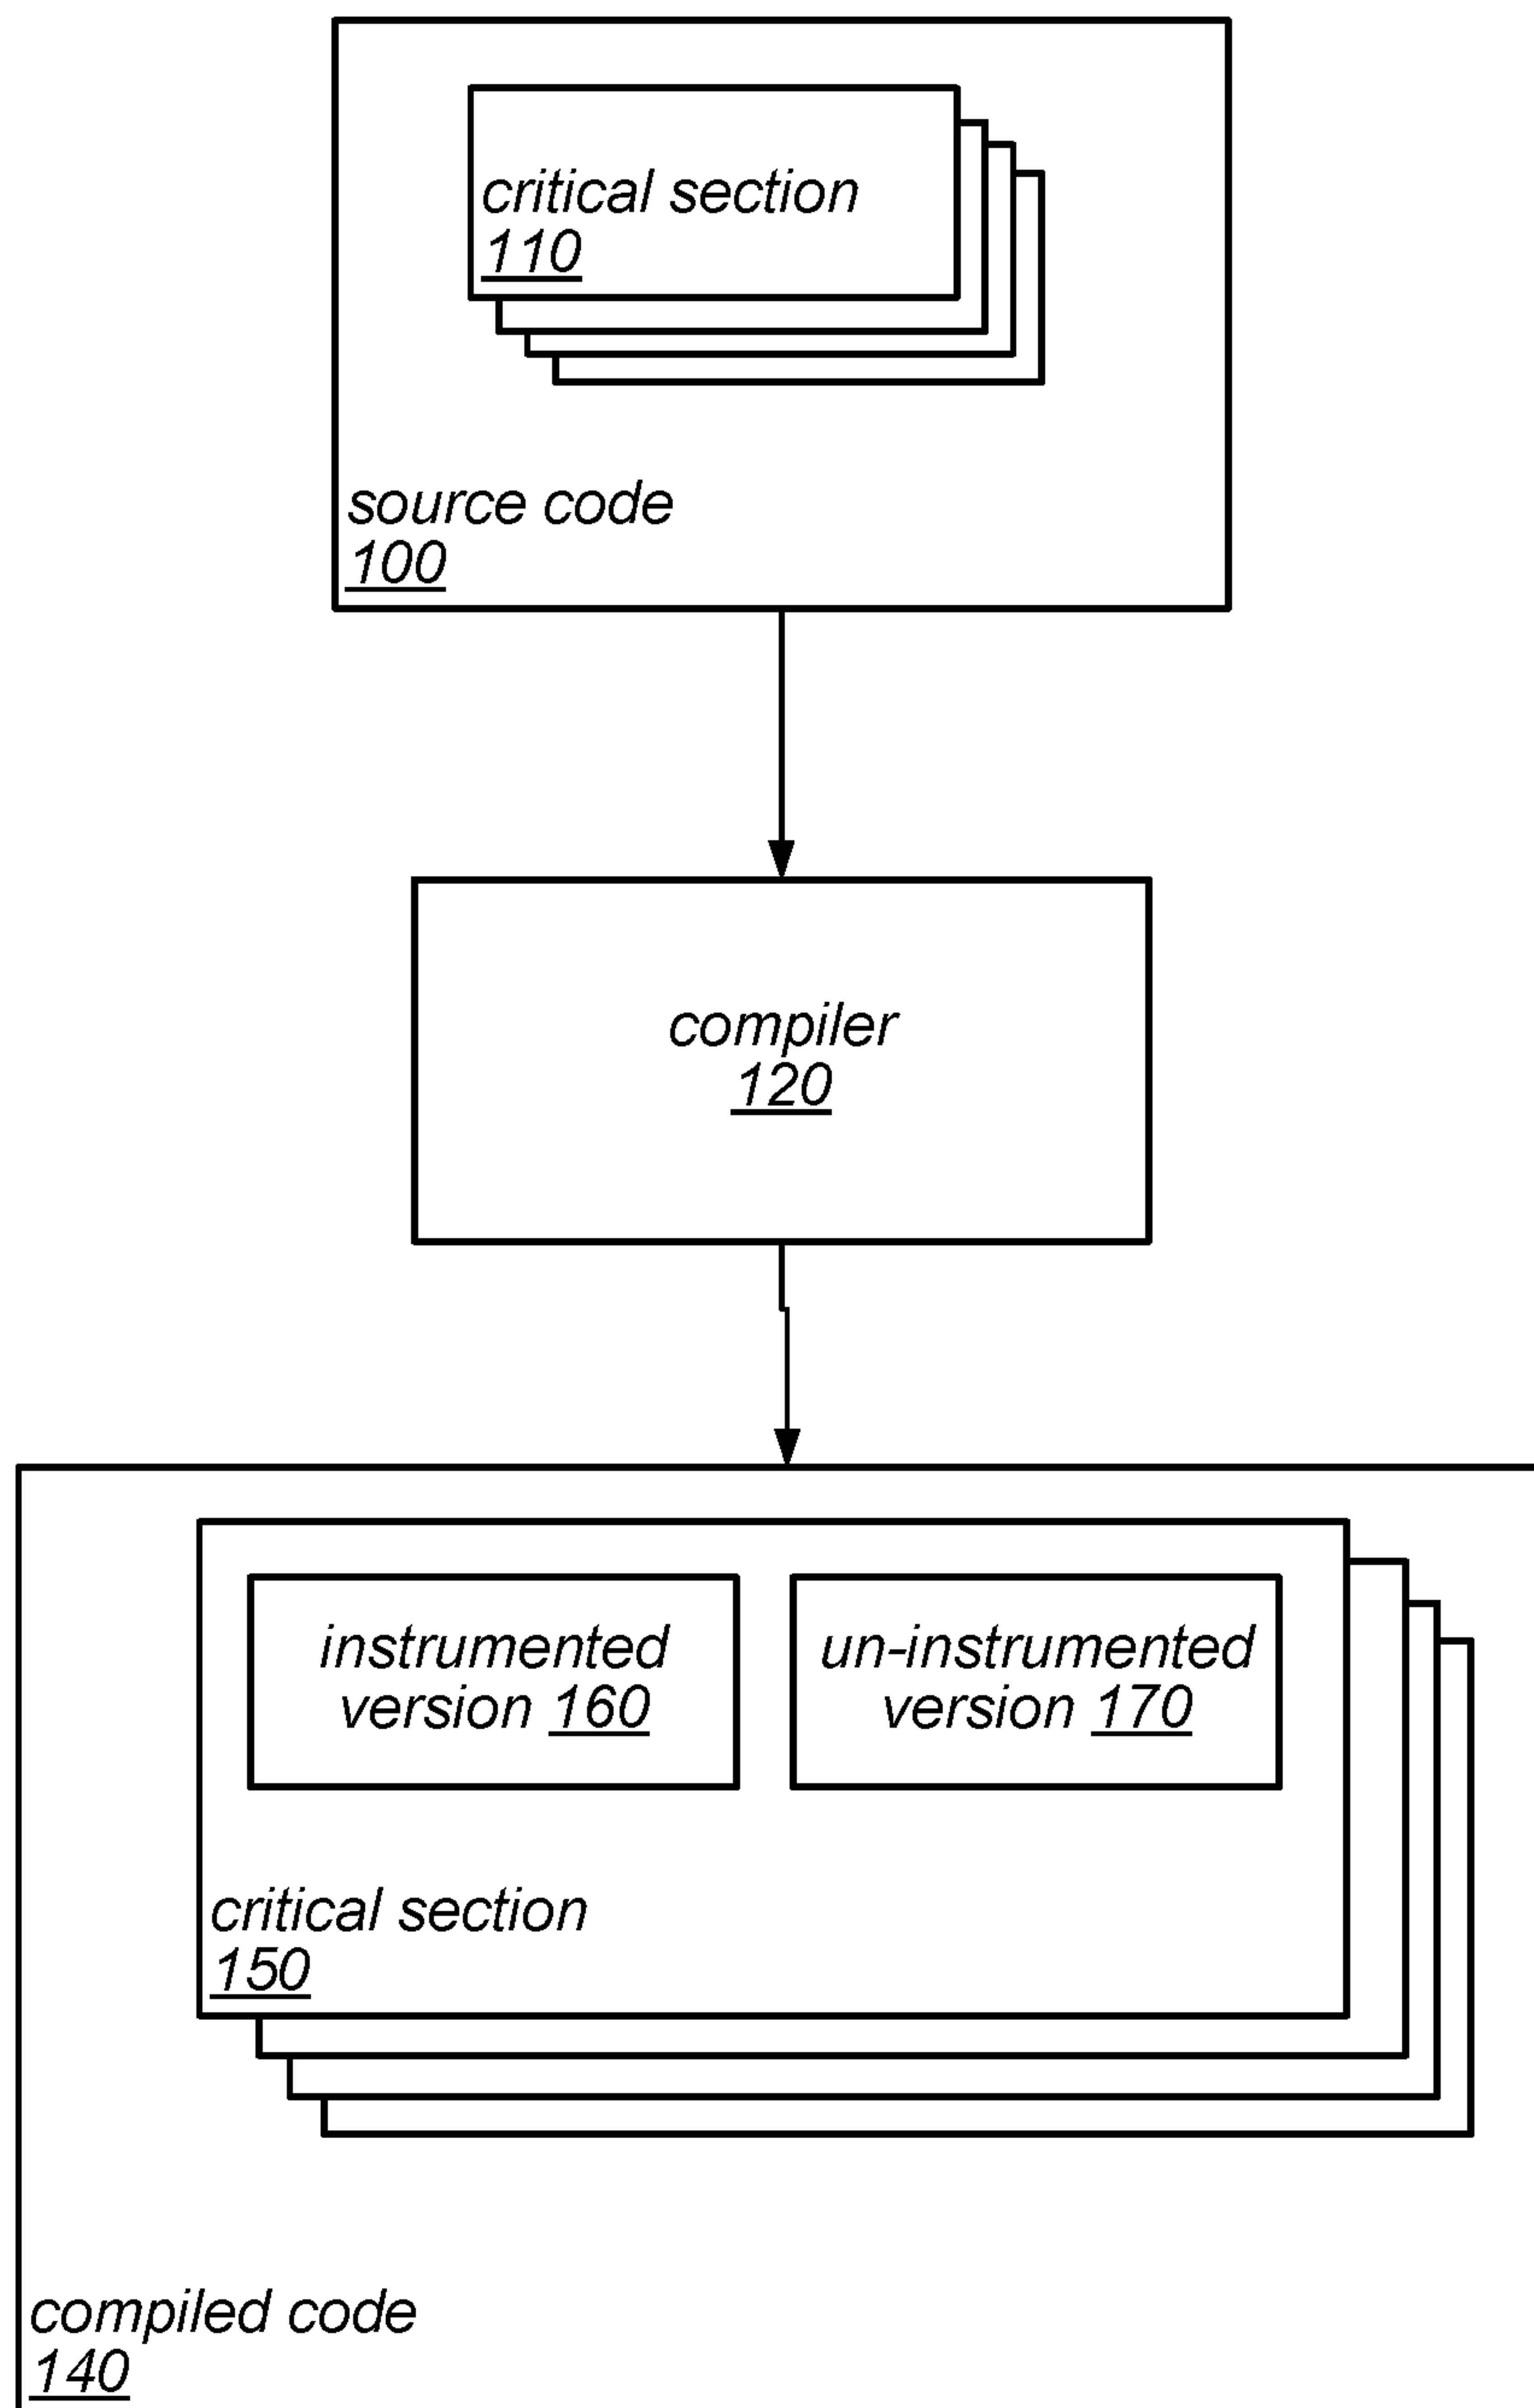 critical section
110
source code
100
compiler
120
instrumented
version 160
un-instrumented
version 170
critical section
150
compiled code
140